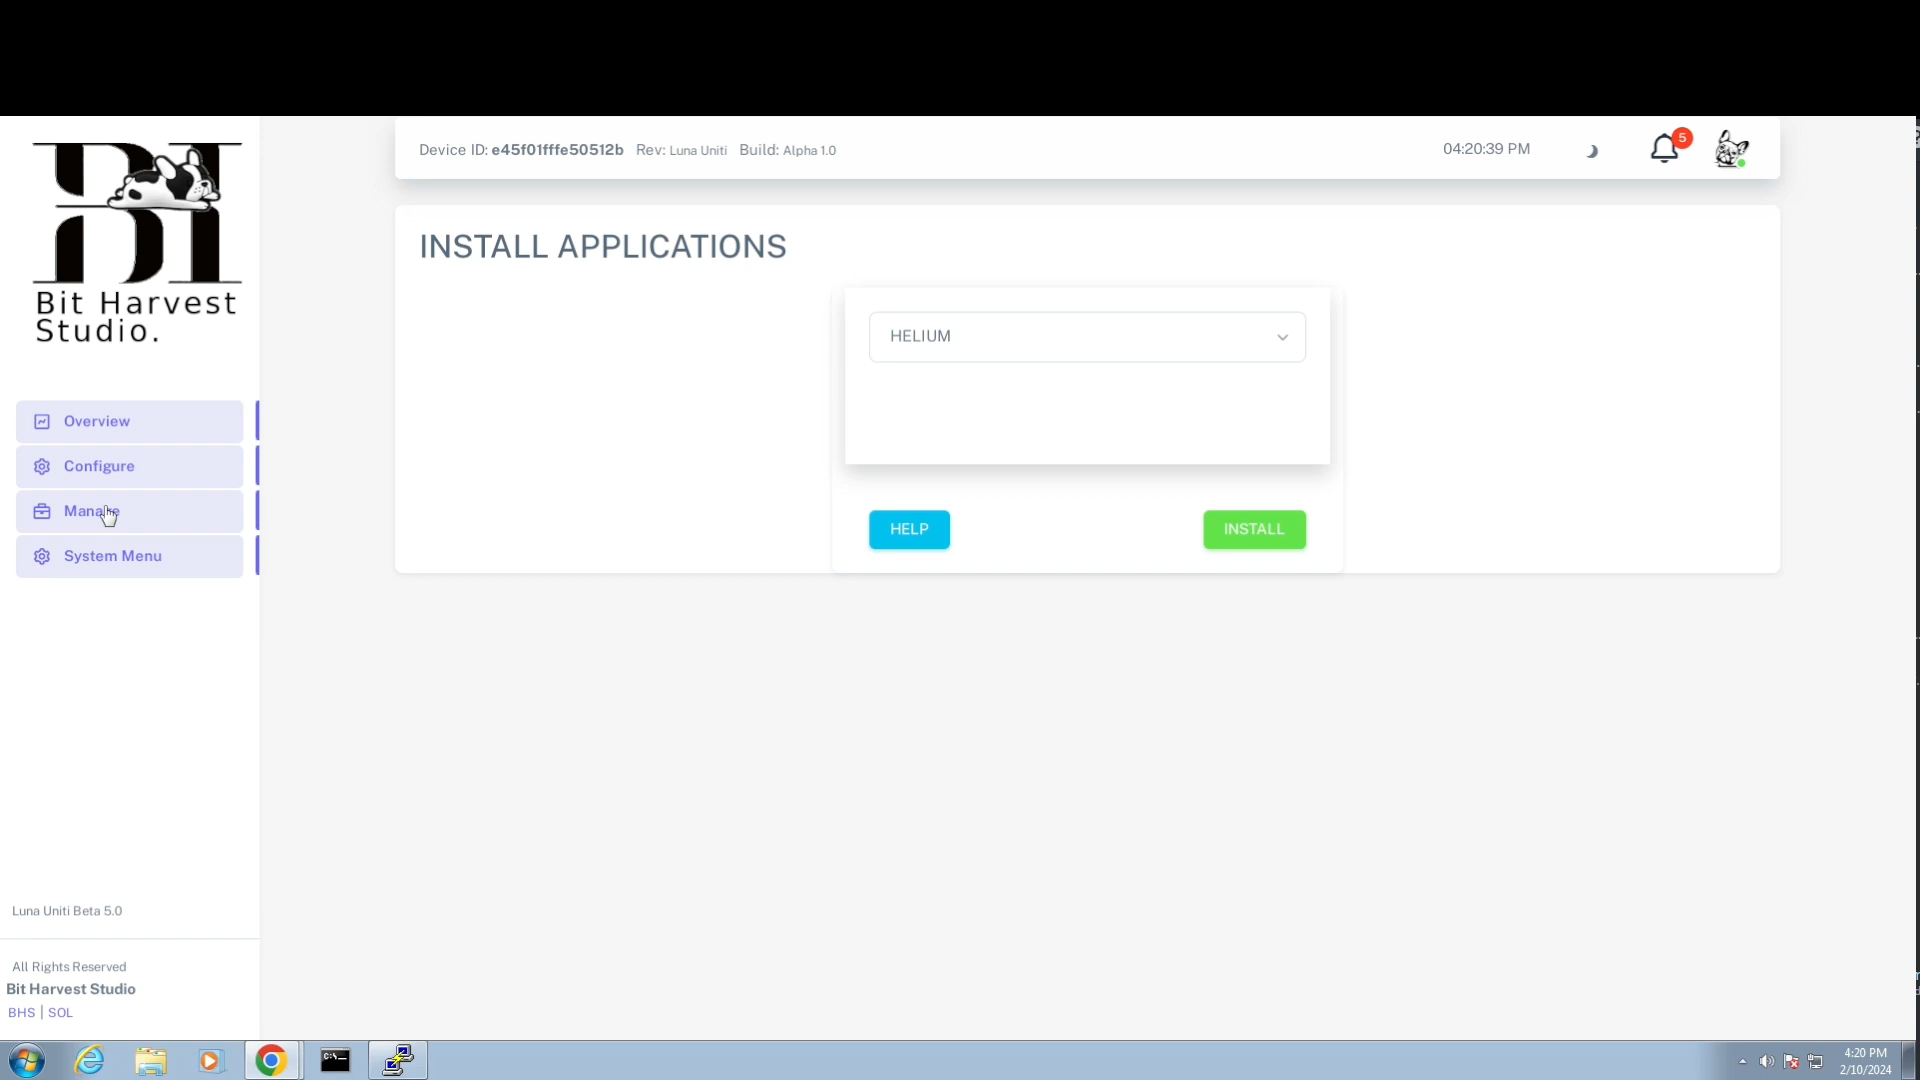 Device ID: e45f01fffe50512b Rev: Luna Uniti Build: Alpha 1.0
04:20:39 PM
5
Bit Harvest
Studio.
INSTALL APPLICATIONS
HELIUM
HELP
INSTALL
Overview
Configure
Manage
System Menu
Luna Uniti Beta 5.0
All Rights Reserved
Bit Harvest Studio
BHS | SOL
C:\_
4:20 PM
2/10/2024